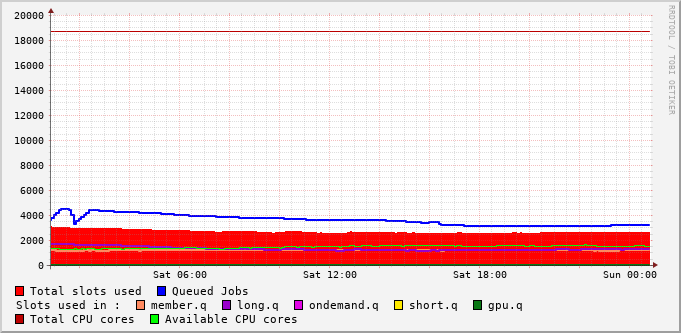 20000
18000
16000
14000
12000
10000
8000
6000
4000
2000
0
Sat 06:00 Sat 12:00 Sat 18:00 Sun 00:00
Total slots used Queued Jobs
Slots used in : member.q long.q ondemand.q short.q gpu.q
Total CPU cores Available CPU cores
RRDTOOL / TOBI OETIKER